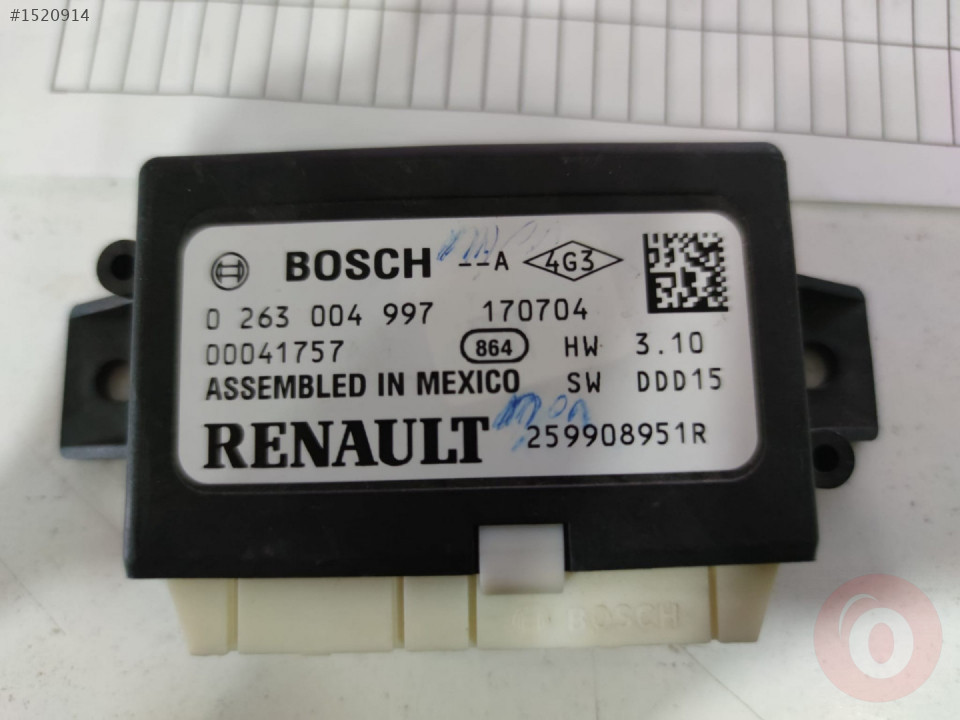 #1520914
BOSCH --A 4G3
0 263 004 997 170704
00041757 864 HW 3.10
ASSEMBLED IN MEXICO SW DDD15
RENAULT 259908951R
BOSCH